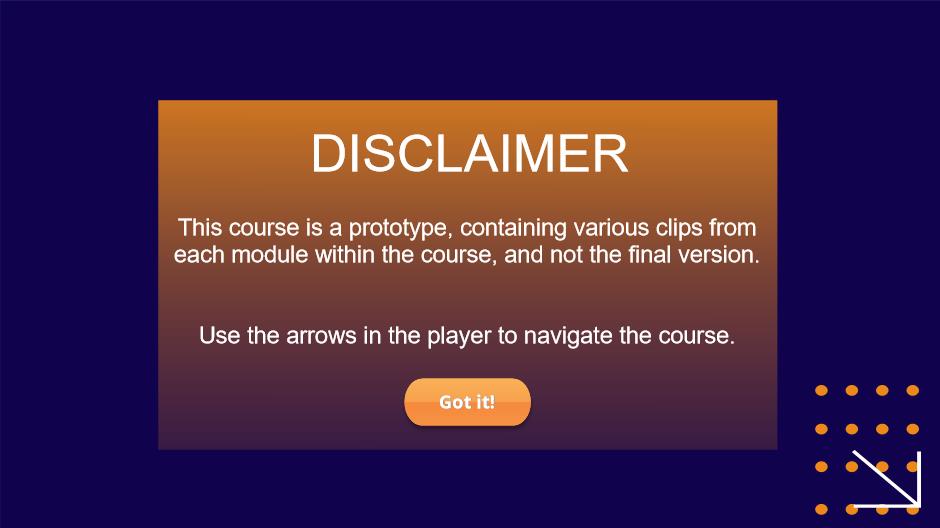 DISCLAIMER
This course is a prototype, containing various clips from
each module within the course, and not the final version.
Use the arrows in the player to navigate the course.
Got it!